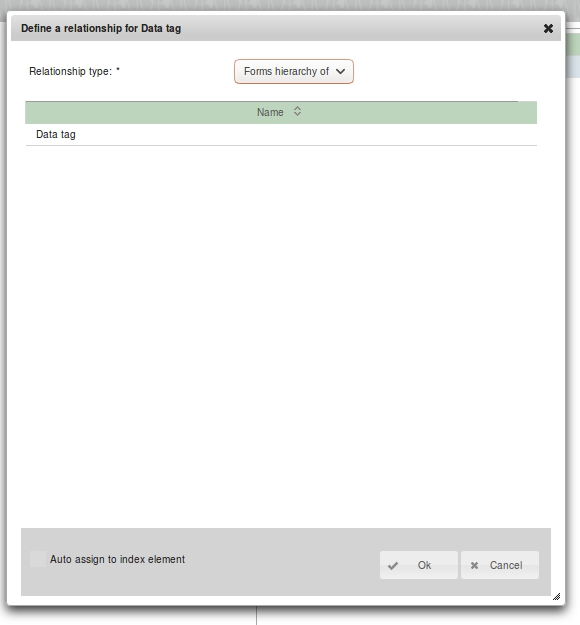 Define a relationship for Data tag
Relationship type: *
Forms hierarchy of
Name
Data tag
Auto assign to index element
Ok
Cancel